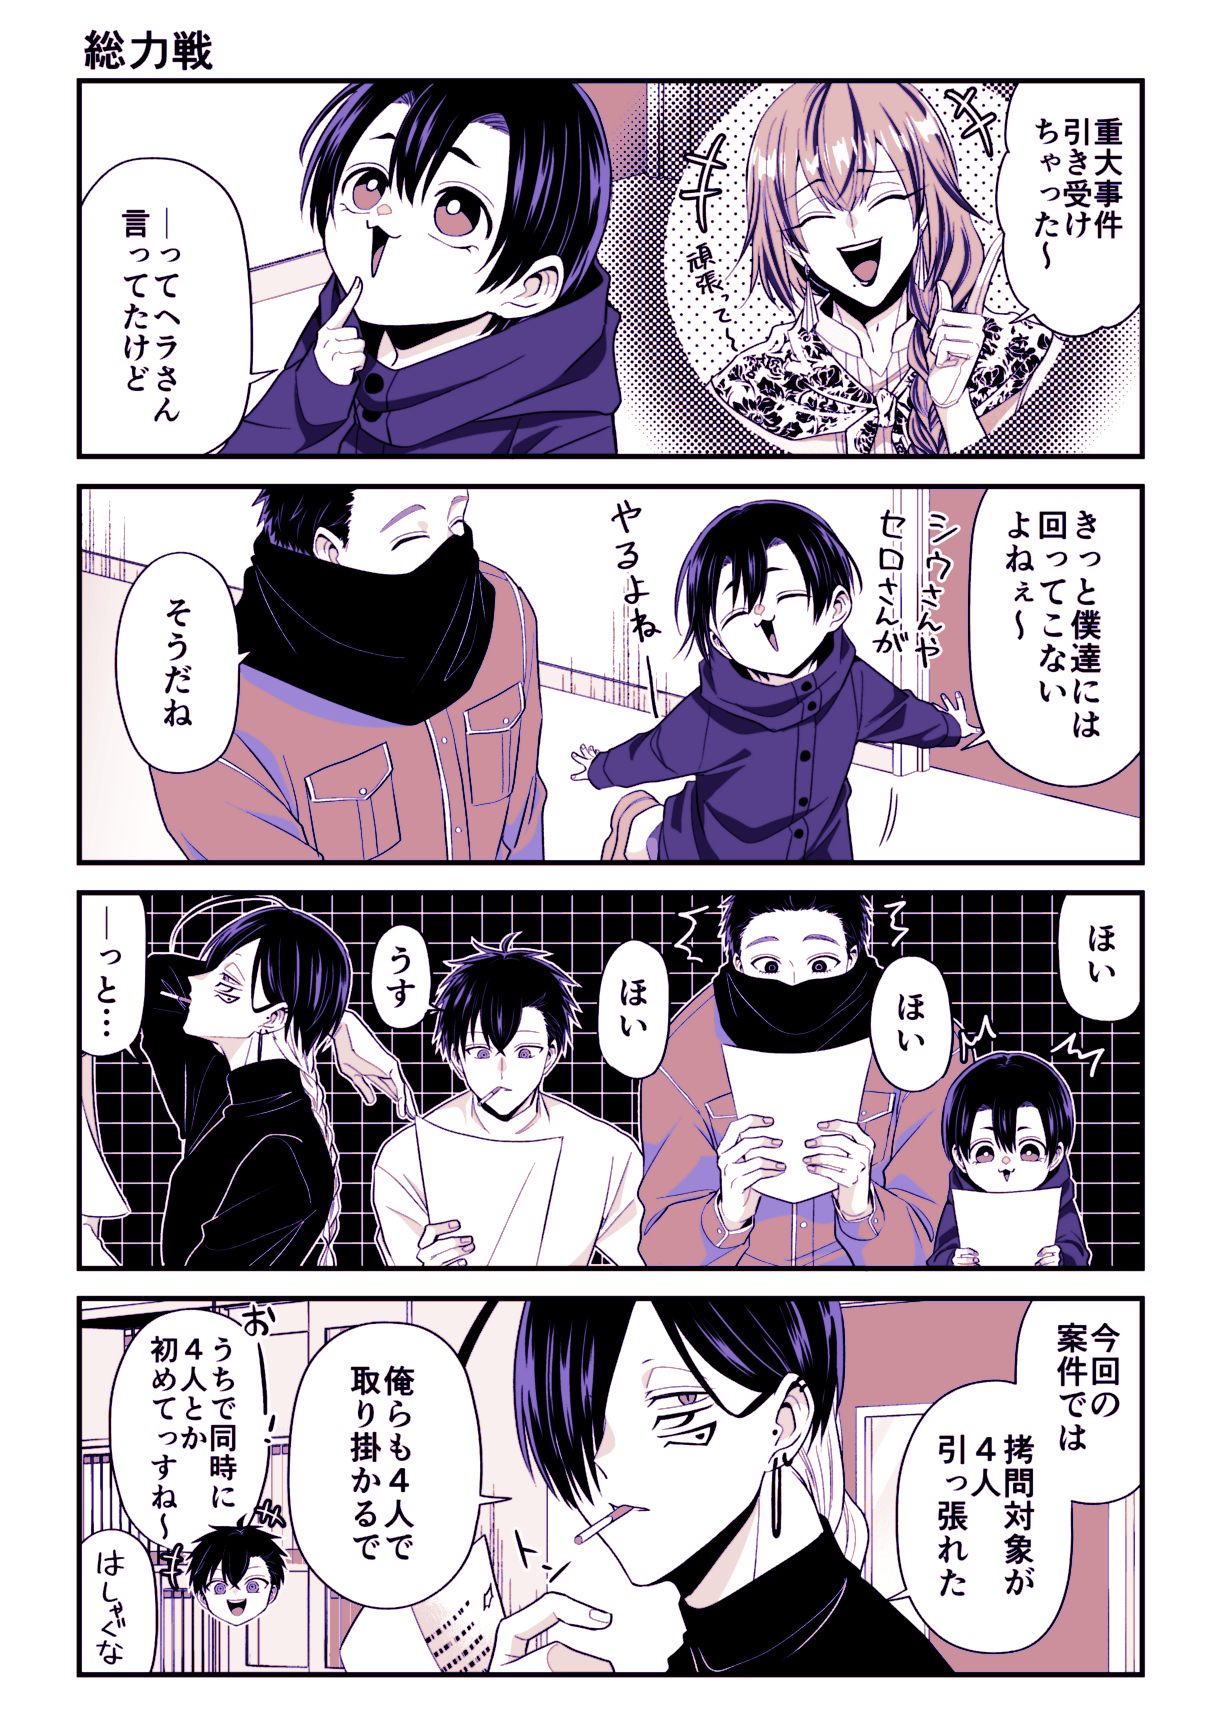 総力戦
重大事件
引き受け
ちゃった～
頑張って～
―ってヘラさん
言ってたけど
きっと僕達には
回ってこない
よねぇ～
シウさんや
セロさんが
やるよね―
そうだね
ほい
ほい
ほい
うす
―っと…
今回の
案件では
拷問対象が
4人
引っ張れた
トン
俺らも4人で
取り掛かるで
おー！
うちで同時に
4人とか
初めてっすね～
はしゃぐな